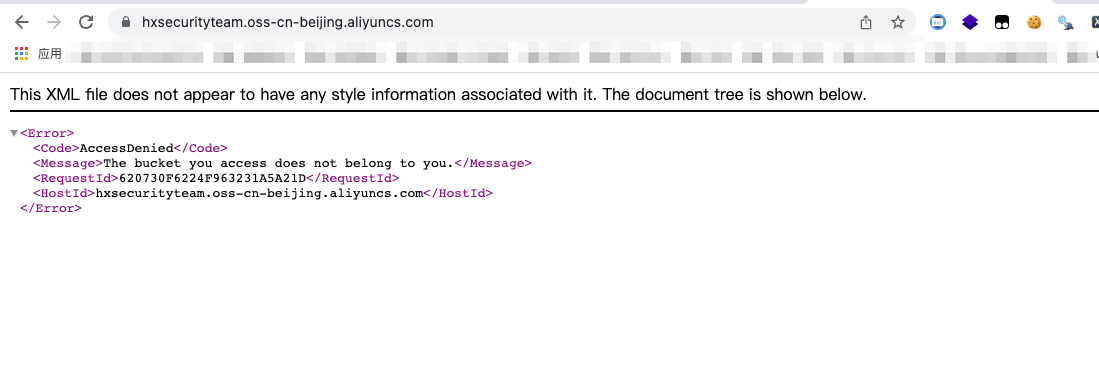 hxsecurityteam.oss-cn-beijing.aliyuncs.com
应用
This XML file does not appear to have any style information associated with it. The document tree is shown below.
<Error>
<Code>AccessDenied</Code>
<Message>The bucket you access does not belong to you.</Message>
<RequestId>620730F6224F963231A5A21D</RequestId>
<HostId>hxsecurityteam.oss-cn-beijing.aliyuncs.com</HostId>
</Error>